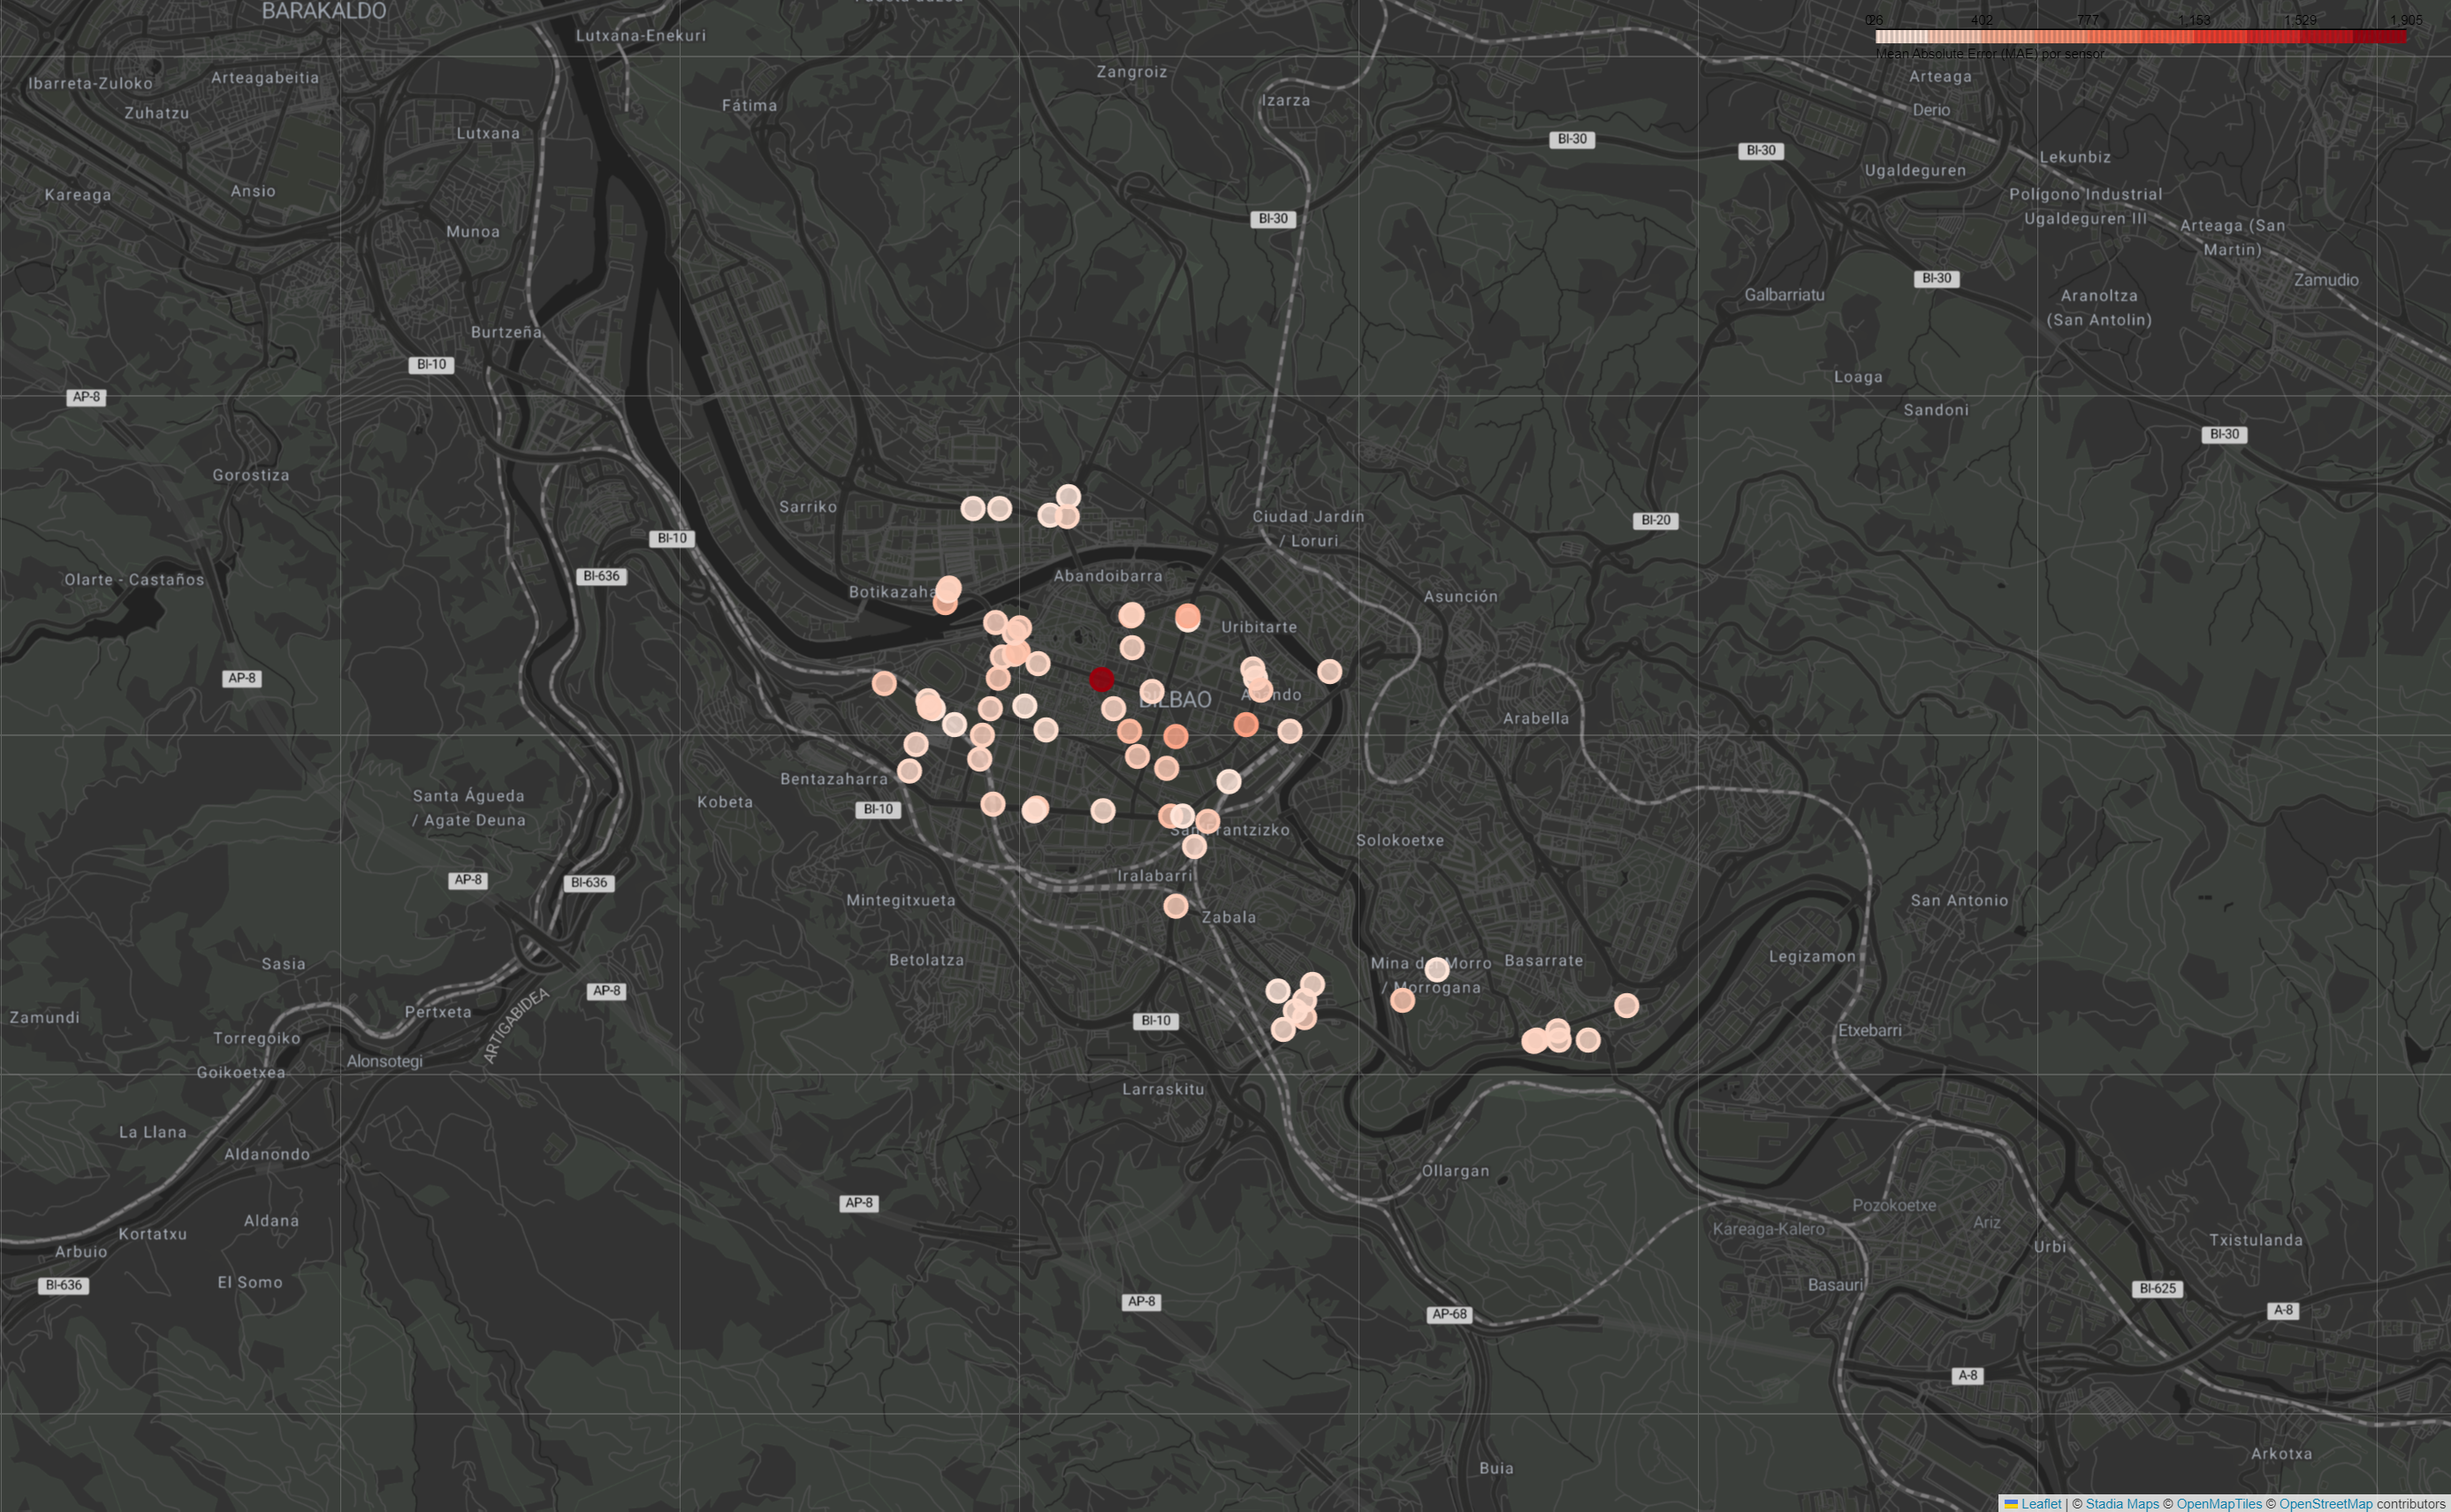 BARAKALDO
Lutxana-Enekuri
26 402 777 1,153 1,529 1,905
Mean Absolute Error (MAE) por sensor
Ibarreta-Zuloko
Arteagabeitia
Zangroiz
Arteaga
Zuhatzu
Fátima
Izarza
Derio
Lutxana
BI-30
BI-30
Lekunbiz
Ugaldeguren
Kareaga
Ansio
Polígono Industrial
Ugaldeguren III
BI-30
Munoa
Arteaga (San
Martin)
BI-30
Zamudio
Galbarriatu
Aranoltza
(San Antolin)
Burtzeña
BI-10
Loaga
AP-8
Sandoni
BI-30
Gorostiza
Sarriko
Ciudad Jardín
/ Loruri
BI-20
BI-10
Olarte - Castaños
BI-636
Abandoibarra
Botikazaha
Asunción
Uribitarte
AP-8
BILBAO
Arabella
Bentazaharra
Santa Águeda
/ Agate Deuna
Kobeta
BI-10
Solokoetxe
Iralabarri
AP-8
BI-636
Mintegitxueta
San Antonio
Zabala
Betolatza
Legizamon
Sasia
Mina del Morro
/ Morrogana
Basarrate
AP-8
Zamundi
Pertxeta
ARTIGABIDEA
BI-10
Etxebarri
Torregoiko
Alonsotegi
Goikoetxea
Larraskitu
La Llana
Aldanondo
Ollargan
AP-8
Pozokoetxe
Aldana
Kareaga-Kalero
Ariz
Kortatxu
Urbi
Txistulanda
Arbuio
El Somo
BI-636
Basauri
BI-625
AP-8
AP-68
A-8
A-8
Arkotxa
Buia
Leaflet | © Stadia Maps © OpenMapTiles © OpenStreetMap contributors